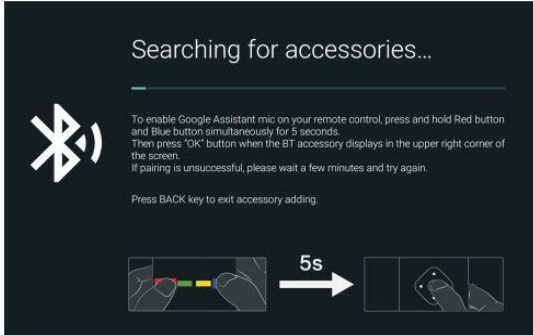 Searching for accessories...
To enable Google Assistant mic on your remote control, press and hold Red button
and Blue button simultaneously for 5 seconds.
Then press "OK" button when the BT accessory displays in the upper right corner of
the screen.
If pairing is unsuccessful, please wait a few minutes and try again.
Press BACK key to exit accessory adding.
5s